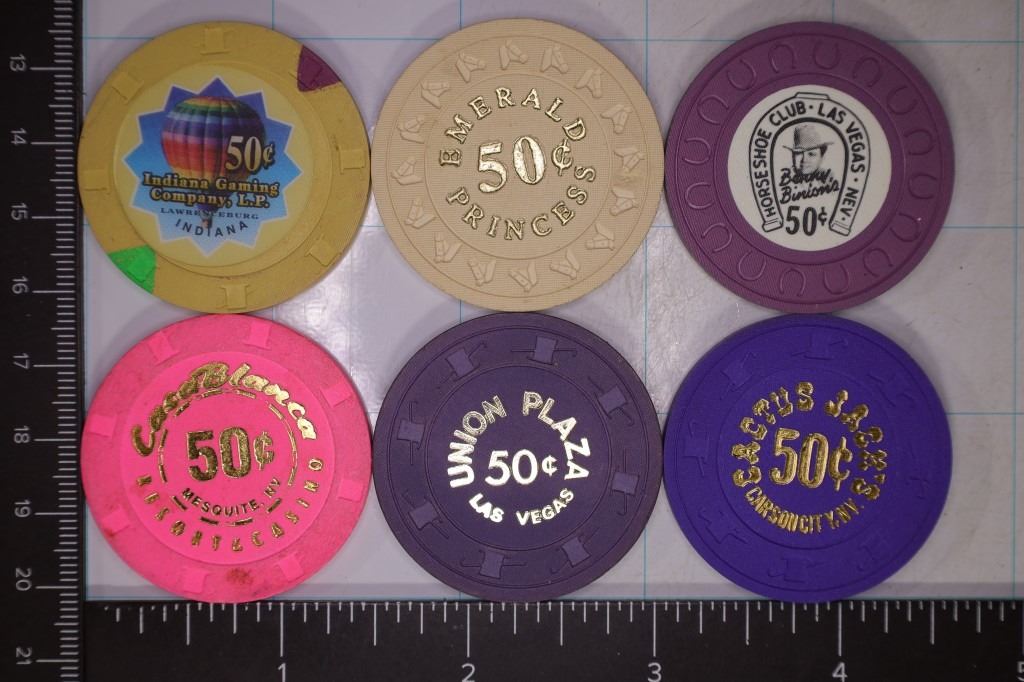 50¢
Indiana Gaming
Company, L.P.
LAWRENCEBURG
INDIANA
EMERALD
50¢
PRINCESS
HORSESHOE CLUB · LAS VEGAS · NEV.
Benny
Binion's
50¢
CasaBlanca
50¢
MESQUITE, NV
RESORT & CASINO
UNION PLAZA
50¢
LAS VEGAS
CACTUS JACK'S
50¢
CARSON CITY, NV.
13
14
15
16
17
18
19
20
21
1
2
3
4
5